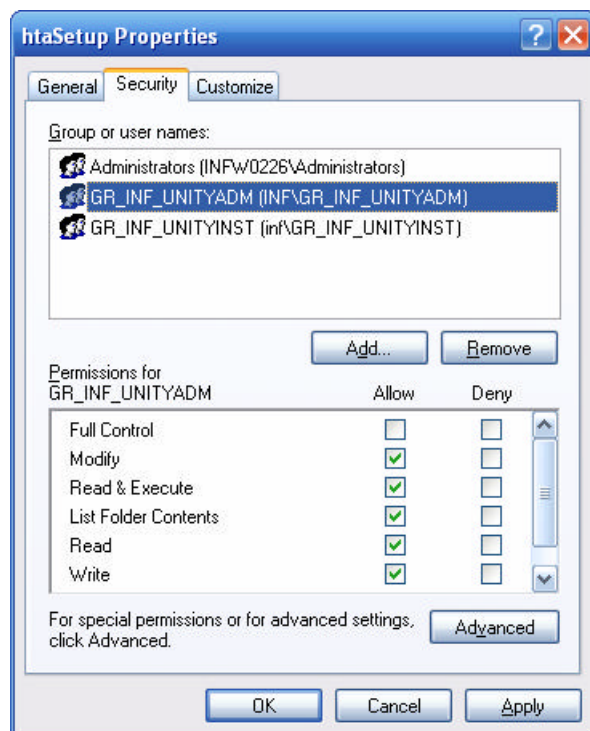 htaSetup Properties
General Security Customize
Group or user names:
Administrators (INFW0226\Administrators)
GR_INF_UNITYADM (INF\GR_INF_UNITYADM)
GR_INF_UNITYINST (inf\GR_INF_UNITYINST)
Add... Remove
Permissions for
GR_INF_UNITYADM Allow Deny
Full Control
Modify
Read & Execute
List Folder Contents
Read
Write
For special permissions or for advanced settings,
click Advanced.
Advanced
OK Cancel Apply